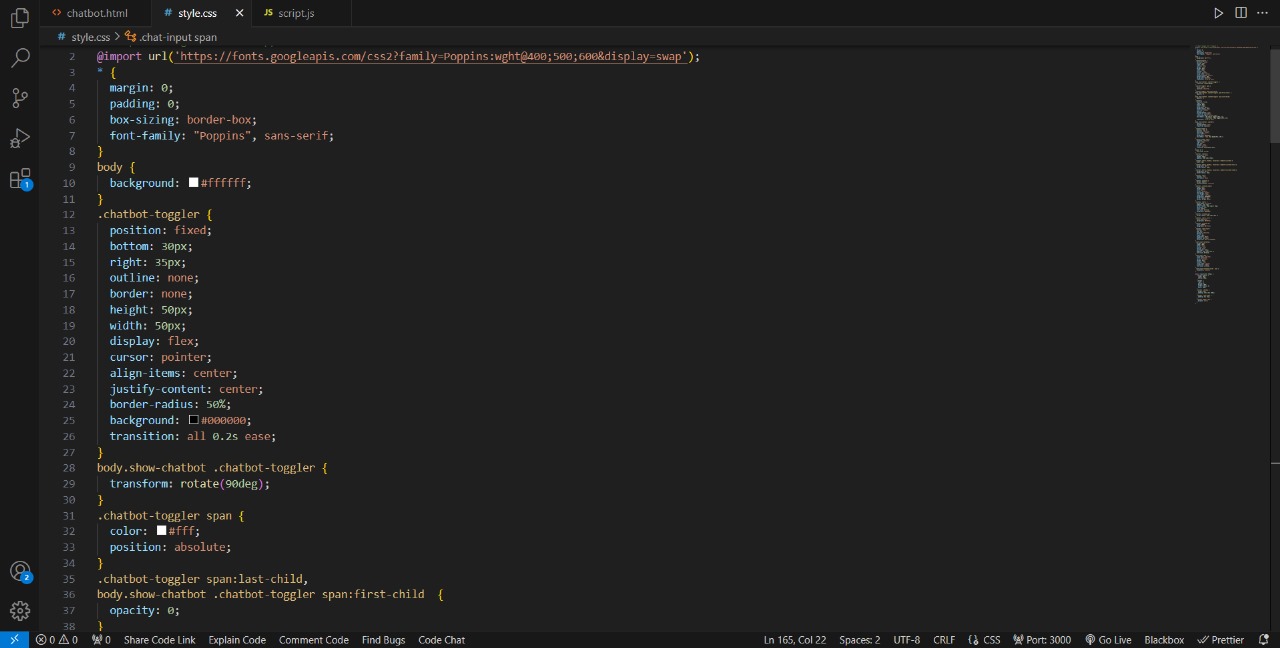 chatbot.html
# style.css
JS script.js
# style.css > .chat-input span
2 @import url('https://fonts.googleapis.com/css2?family=Poppins:wght@400;500;600&display=swap');
3 * {
4 margin: 0;
5 padding: 0;
6 box-sizing: border-box;
7 font-family: "Poppins", sans-serif;
8 }
9 body {
10 background: #ffffff;
11 }
12 .chatbot-toggler {
13 position: fixed;
14 bottom: 30px;
15 right: 35px;
16 outline: none;
17 border: none;
18 height: 50px;
19 width: 50px;
20 display: flex;
21 cursor: pointer;
22 align-items: center;
23 justify-content: center;
24 border-radius: 50%;
25 background: #000000;
26 transition: all 0.2s ease;
27 }
28 body.show-chatbot .chatbot-toggler {
29 transform: rotate(90deg);
30 }
31 .chatbot-toggler span {
32 color: #fff;
33 position: absolute;
34 }
35 .chatbot-toggler span:last-child,
36 body.show-chatbot .chatbot-toggler span:first-child {
37 opacity: 0;
38 }
1
2
0 0 0 Share Code Link Explain Code Comment Code Find Bugs Code Chat Ln 165, Col 22 Spaces: 2 UTF-8 CRLF CSS Port: 3000 Go Live Blackbox Prettier